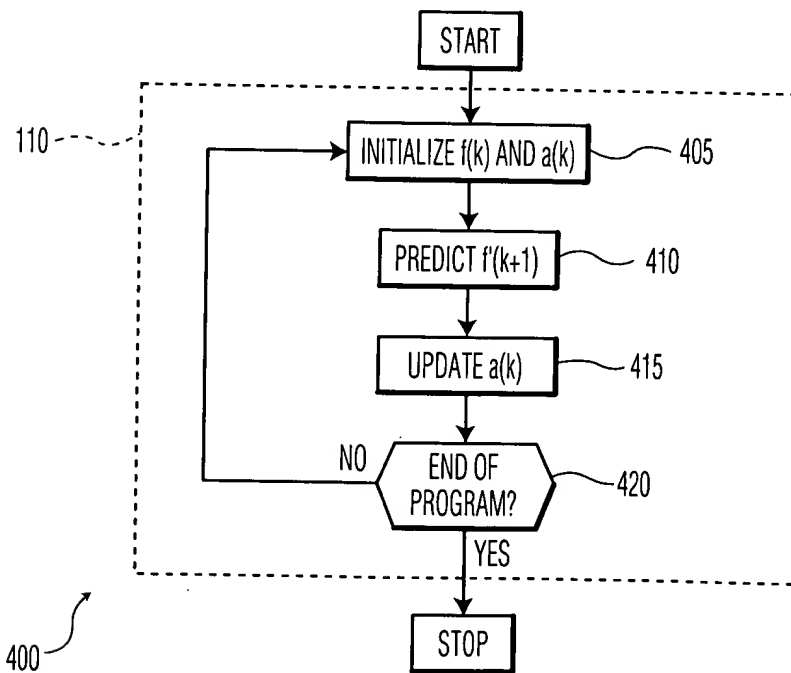 START
110
INITIALIZE f(k) AND a(k)
405
PREDICT f'(k+1)
410
UPDATE a(k)
415
NO
END OF
PROGRAM?
420
YES
STOP
400